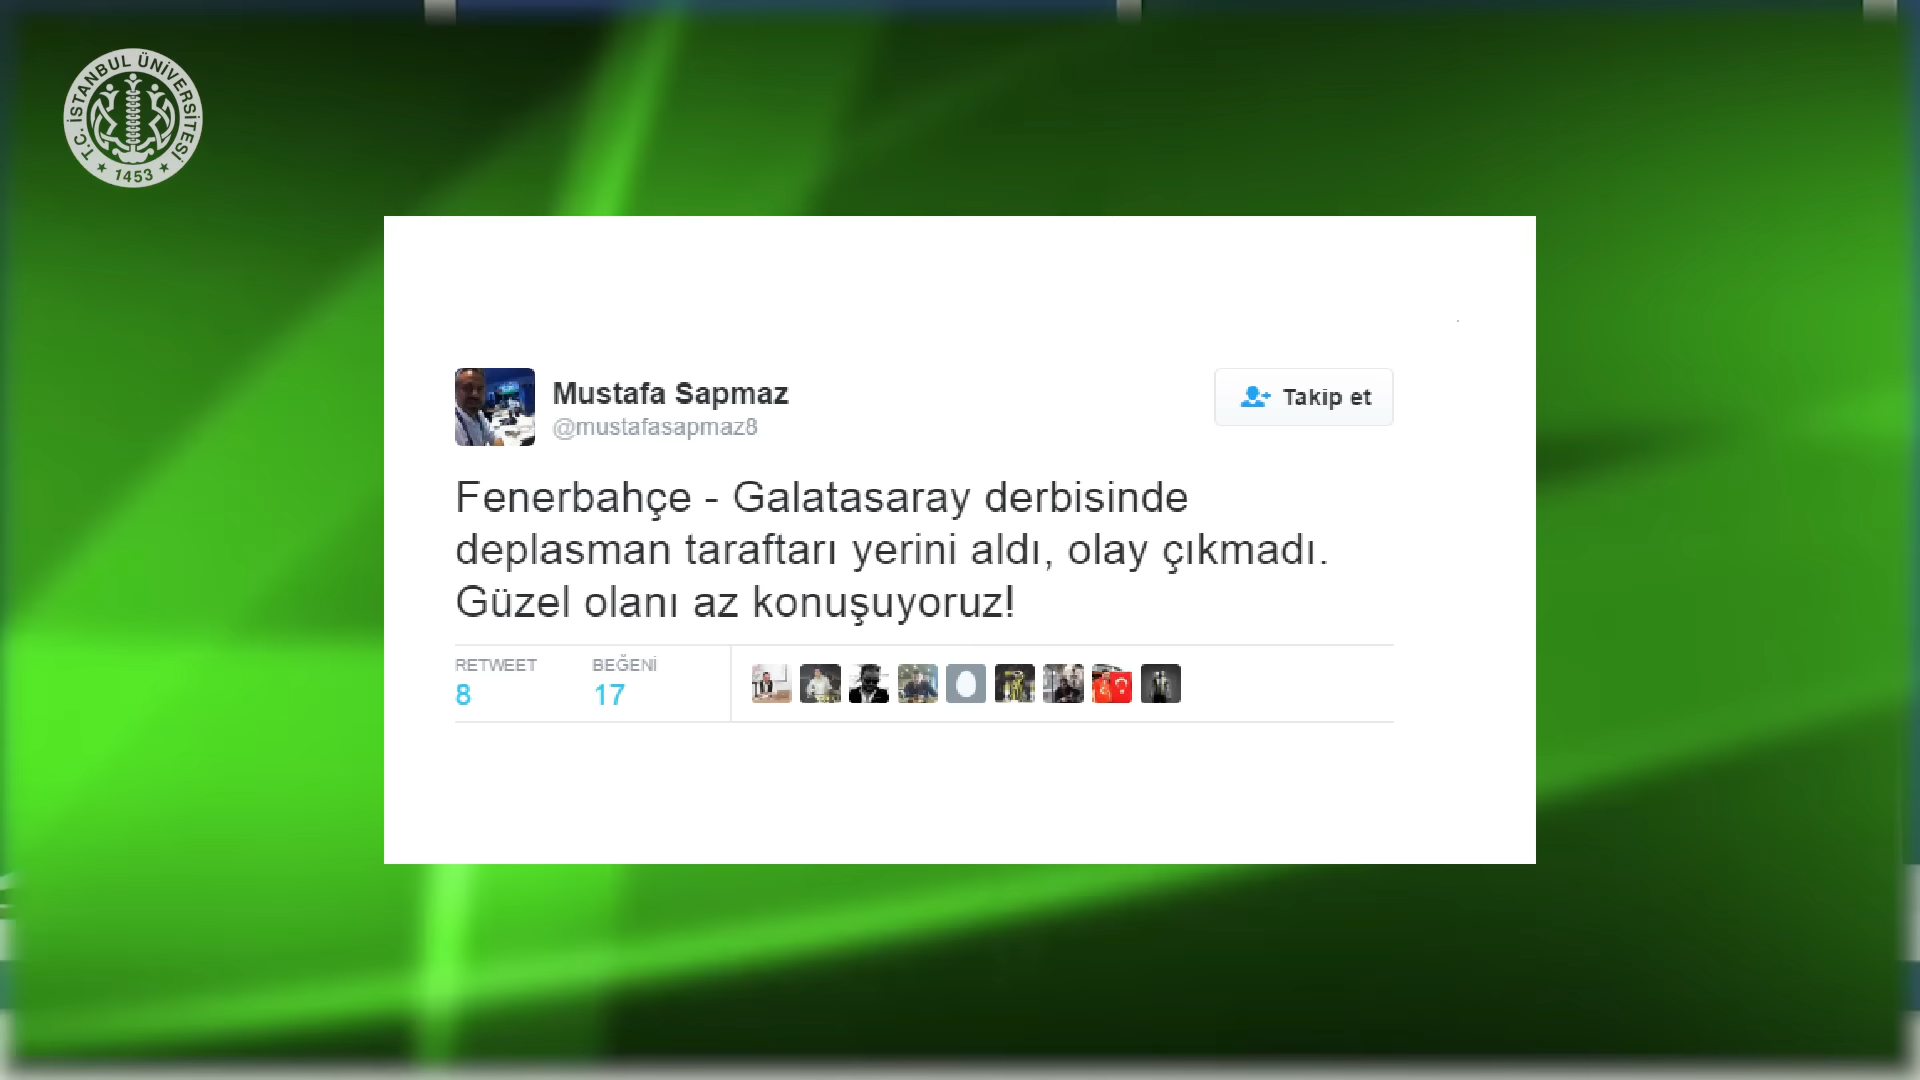 T.C. İSTANBUL ÜNİVERSİTESİ
1453
Mustafa Sapmaz
@mustafasapmaz8
Takip et
Fenerbahçe - Galatasaray derbisinde
deplasman taraftarı yerini aldı, olay çıkmadı.
Güzel olanı az konuşuyoruz!
RETWEET BEĞENİ
8 17